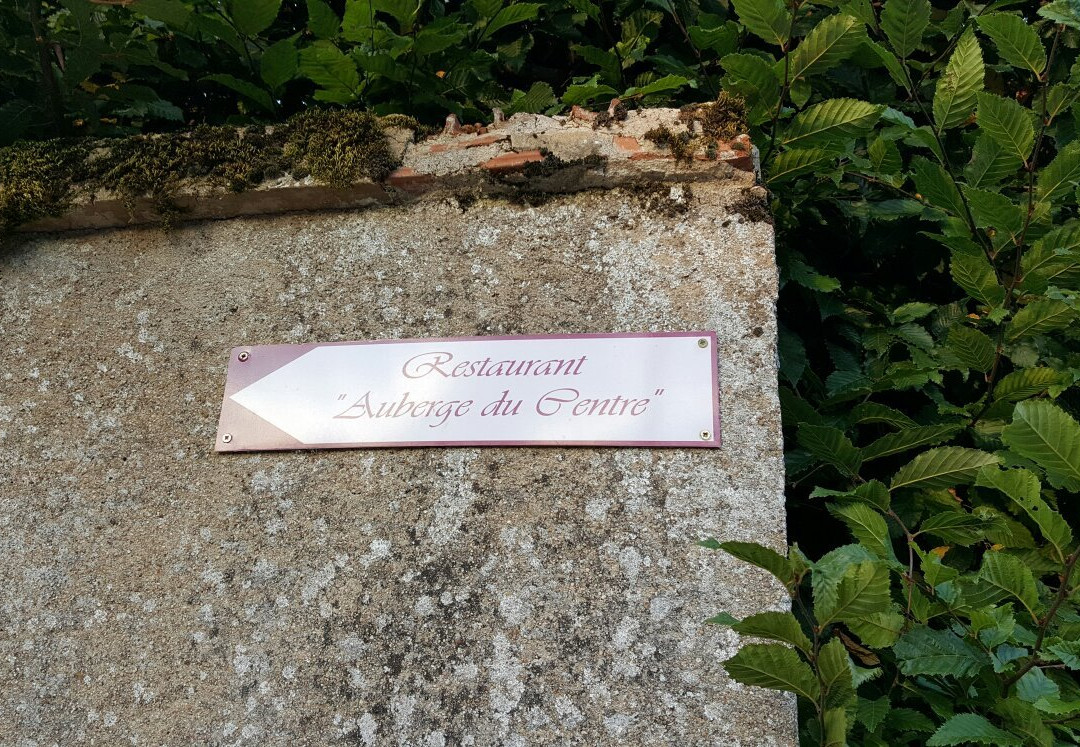 Restaurant
"Auberge du Centre"